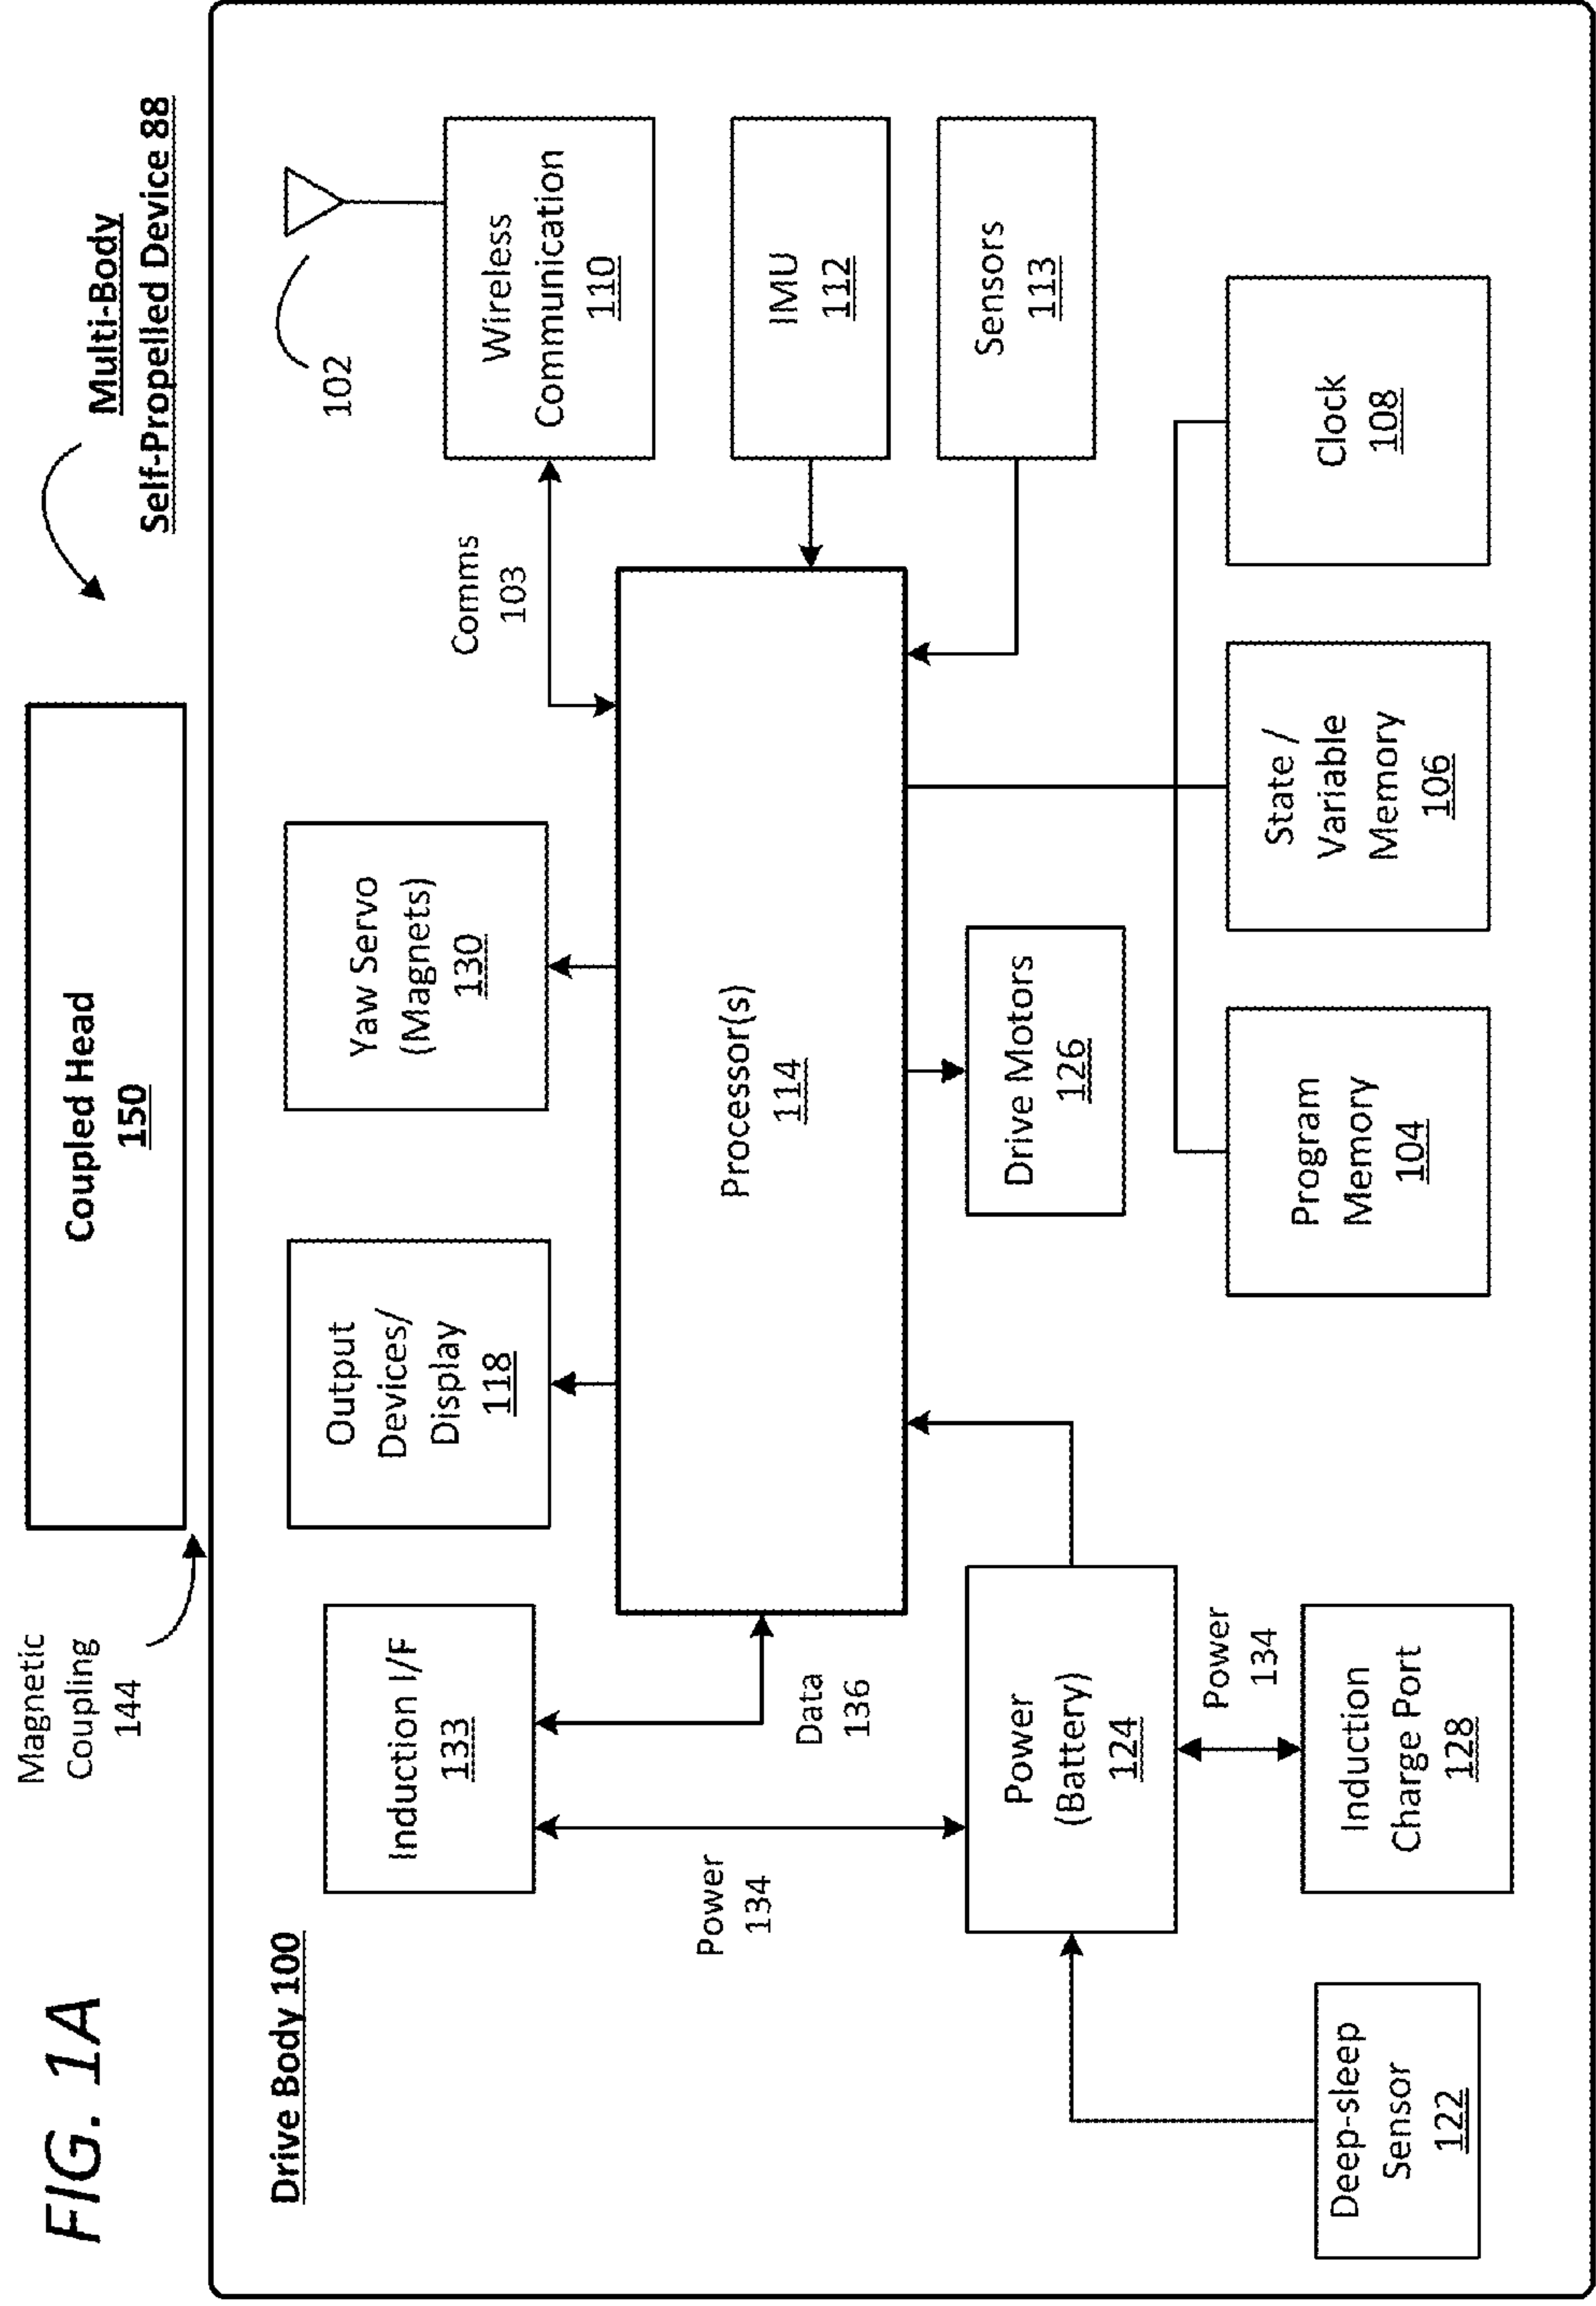 FIG. 1A
Magnetic
Coupling
144
Coupled Head
150
Multi-Body
Self-Propelled Device 88
Drive Body 100
Induction I/F
133
Output
Devices/
Display
118
Yaw Servo
(Magnets)
130
102
Wireless
Communication
110
Comms
103
Power
134
Data
136
Processor(s)
114
IMU
112
Sensors
113
Power
(Battery)
124
Drive Motors
126
Power
134
Deep-sleep
Sensor
122
Induction
Charge Port
128
Program
Memory
104
State /
Variable
Memory
106
Clock
108